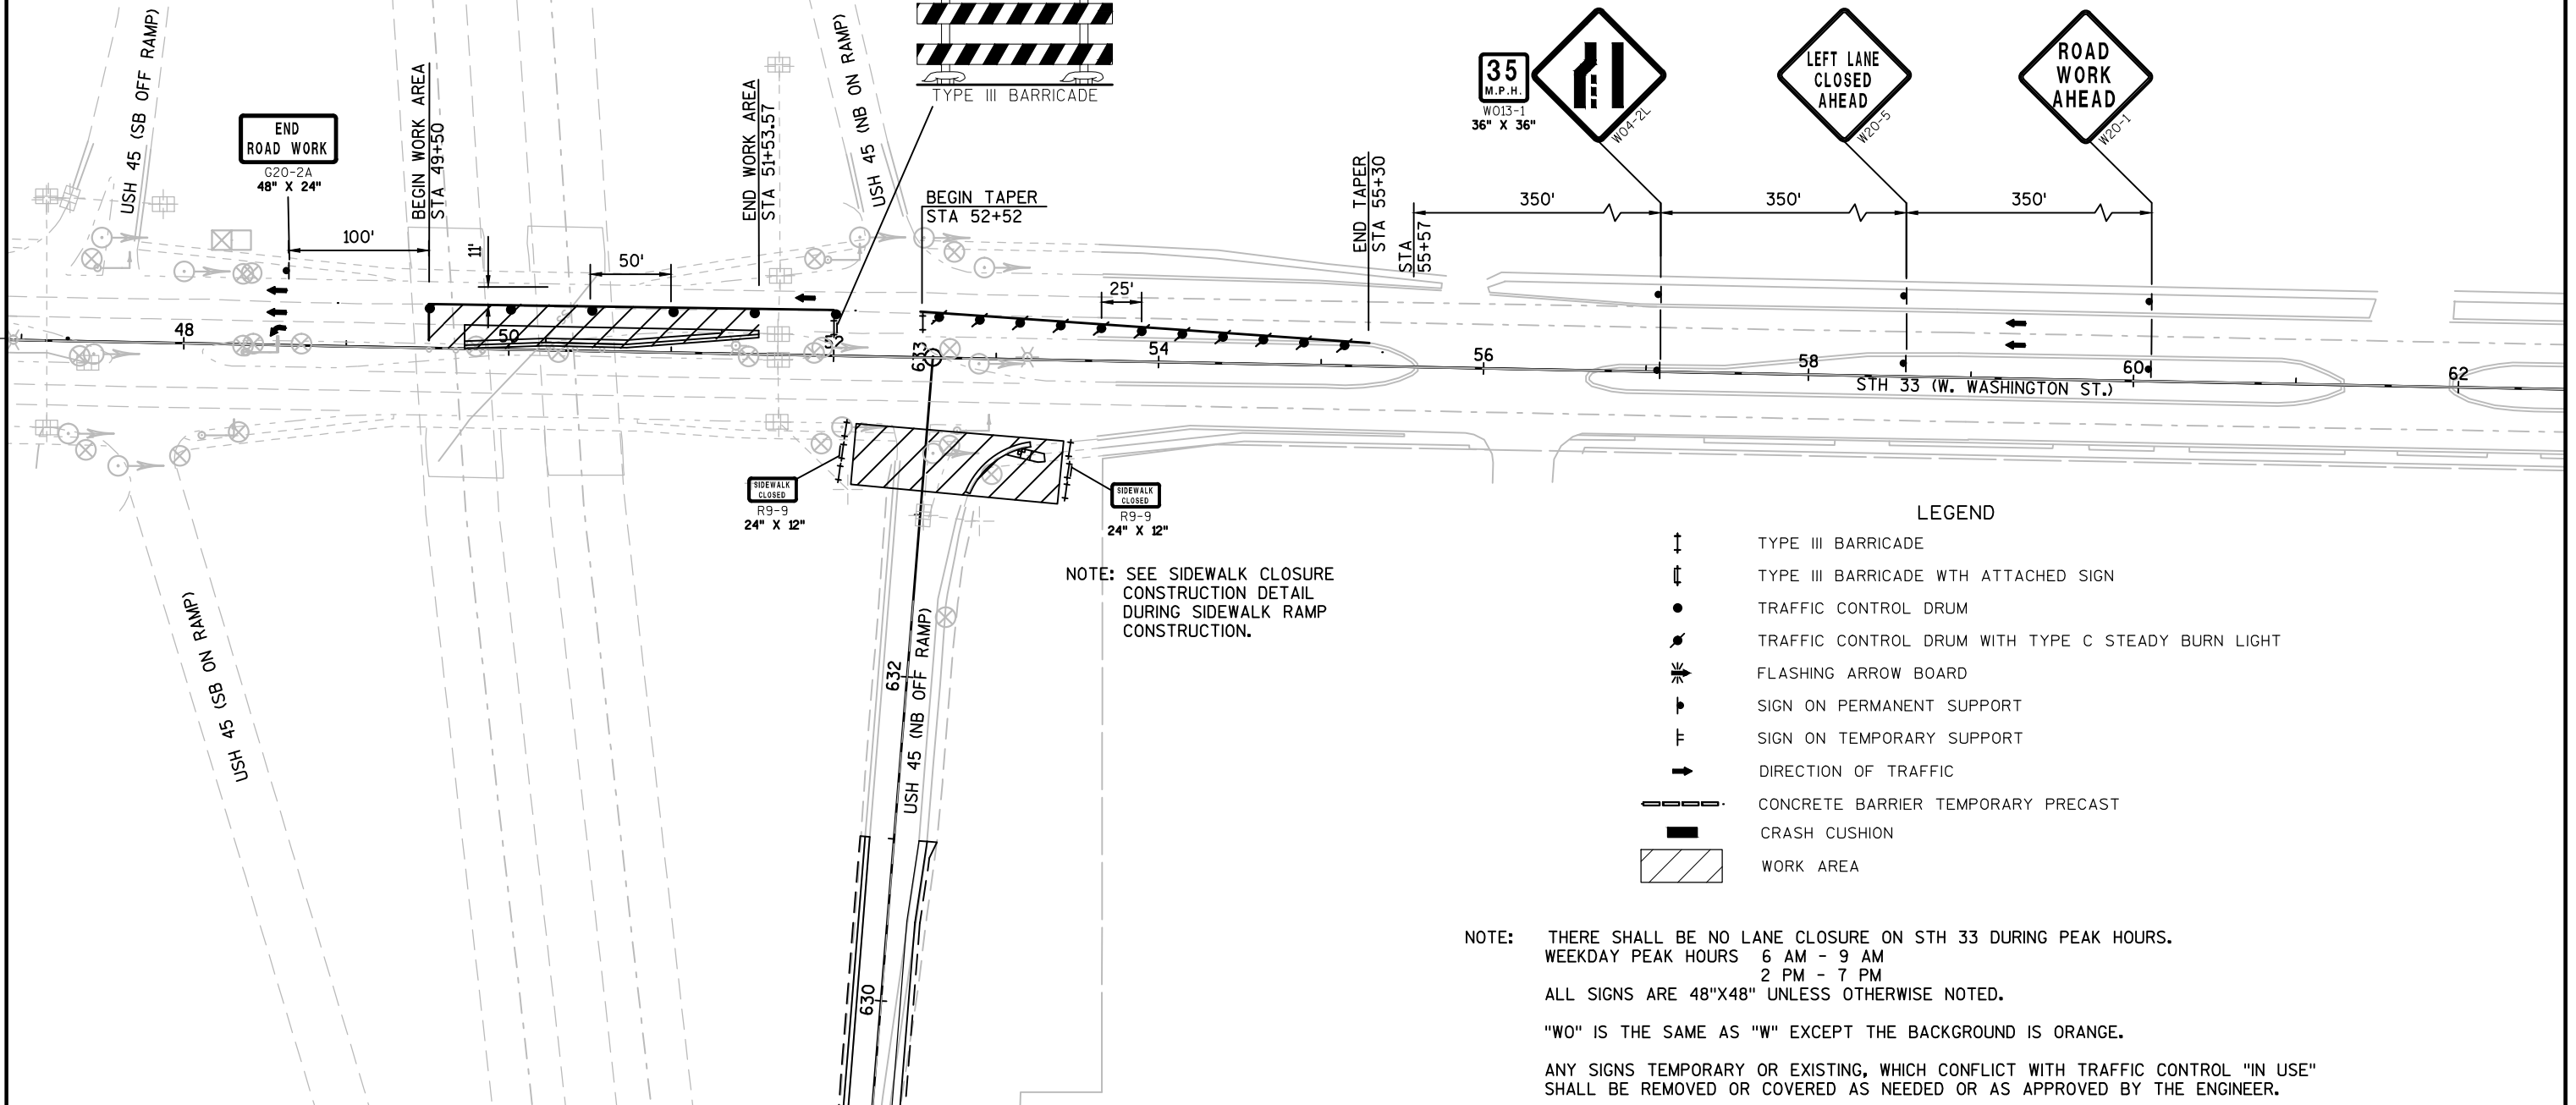 USH 45 (SB OFF RAMP)
END
ROAD WORK
G20-2A
48" X 24"
BEGIN WORK AREA
STA 49+50
END WORK AREA
STA 51+53.57
USH 45 (NB ON RAMP)
TYPE III BARRICADE
BEGIN TAPER
STA 52+52
END TAPER
STA 55+30
STA
55+57
35
M.P.H.
WO13-1
36" X 36"
WO4-2L
LEFT LANE
CLOSED
AHEAD
W20-5
ROAD
WORK
AHEAD
W20-1
350'
350'
350'
100'
11'
50'
25'
48
50
52
54
56
58
60
62
633
STH 33 (W. WASHINGTON ST.)
SIDEWALK
CLOSED
R9-9
24" X 12"
SIDEWALK
CLOSED
R9-9
24" X 12"
NOTE: SEE SIDEWALK CLOSURE
CONSTRUCTION DETAIL
DURING SIDEWALK RAMP
CONSTRUCTION.
USH 45 (SB ON RAMP)
632
USH 45 (NB OFF RAMP)
630
LEGEND
TYPE III BARRICADE
TYPE III BARRICADE WTH ATTACHED SIGN
TRAFFIC CONTROL DRUM
TRAFFIC CONTROL DRUM WITH TYPE C STEADY BURN LIGHT
FLASHING ARROW BOARD
SIGN ON PERMANENT SUPPORT
SIGN ON TEMPORARY SUPPORT
DIRECTION OF TRAFFIC
CONCRETE BARRIER TEMPORARY PRECAST
CRASH CUSHION
WORK AREA
NOTE: THERE SHALL BE NO LANE CLOSURE ON STH 33 DURING PEAK HOURS.
WEEKDAY PEAK HOURS 6 AM - 9 AM
2 PM - 7 PM
ALL SIGNS ARE 48"X48" UNLESS OTHERWISE NOTED.
"WO" IS THE SAME AS "W" EXCEPT THE BACKGROUND IS ORANGE.
ANY SIGNS TEMPORARY OR EXISTING, WHICH CONFLICT WITH TRAFFIC CONTROL "IN USE"
SHALL BE REMOVED OR COVERED AS NEEDED OR AS APPROVED BY THE ENGINEER.